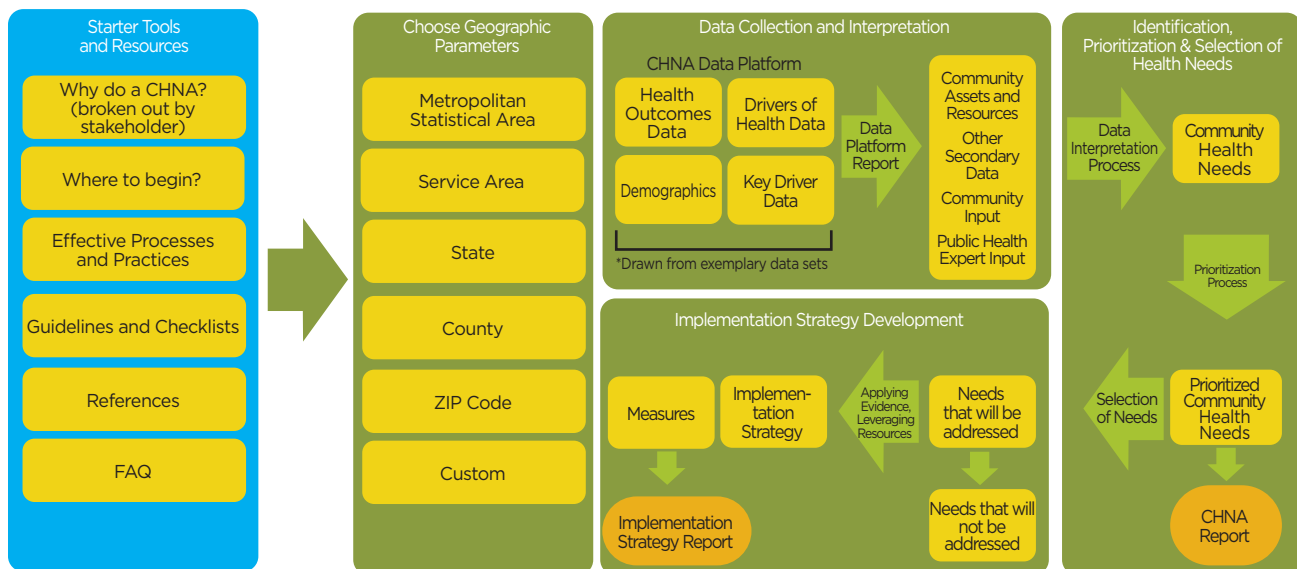 Starter Tools
and Resources
Why do a CHNA?
(broken out by
stakeholder)
Where to begin?
Effective Processes
and Practices
Guidelines and Checklists
References
FAQ
Choose Geographic
Parameters
Metropolitan
Statistical Area
Service Area
State
County
ZIP Code
Custom
Data Collection and Interpretation
CHNA Data Platform
Health
Outcomes
Data
Drivers of
Health Data
Demographics
Key Driver
Data
*Drawn from exemplary data sets
Data
Platform
Report
Community
Assets and
Resources
Other
Secondary
Data
Community
Input
Public Health
Expert Input
Identification,
Prioritization & Selection of
Health Needs
Data
Interpretation
Process
Community
Health
Needs
Prioritization
Process
Prioritized
Community
Health
Needs
CHNA
Report
Selection
of Needs
Implementation Strategy Development
Needs
that will be
addressed
Needs that will
not be
addressed
Applying
Evidence,
Leveraging
Resources
Implemen-
tation
Strategy
Measures
Implementation
Strategy Report